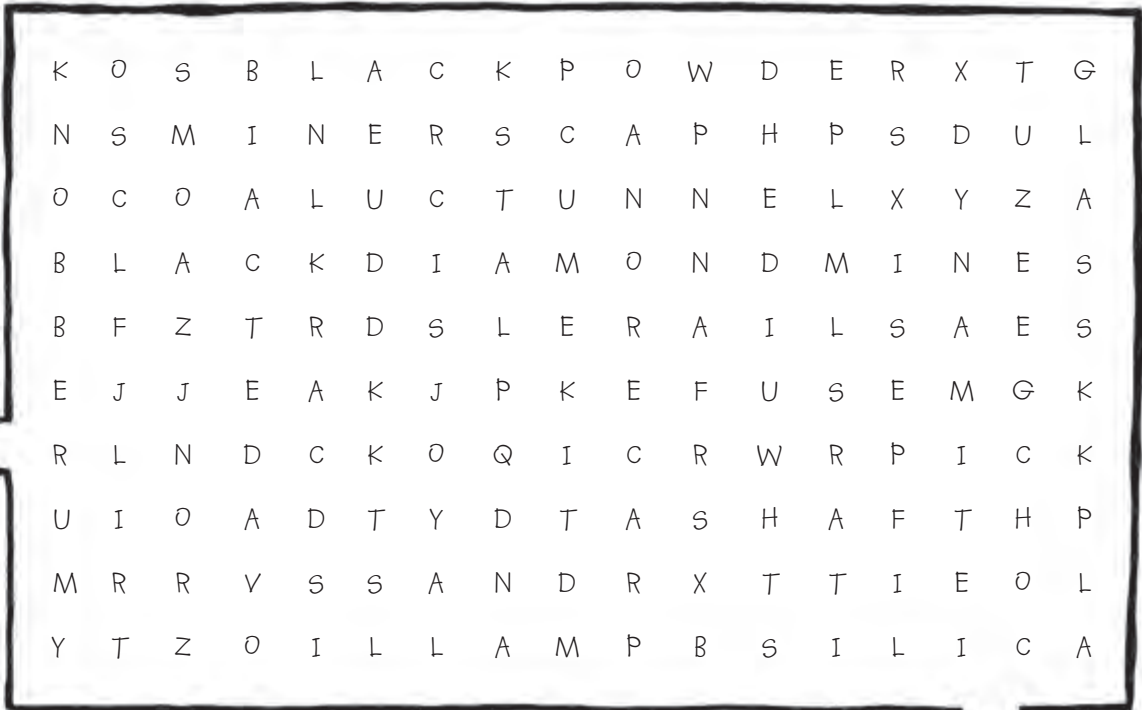 K O S B L A C K P O W D E R X T G
N S M I N E R S C A P H P S D U L
O C O A L U C T U N N E L X Y Z A
B L A C K D I A M O N D M I N E S
B F Z T R D S L E R A I L S A E S
E J J E A K J P K E F U S E M G K
R L N D C K O Q I C R W R P I C K
U I O A D T Y D T A S H A F T H P
M R R V S S A N D R X T T I E O L
Y T Z O I L L A M P B S I L I C A